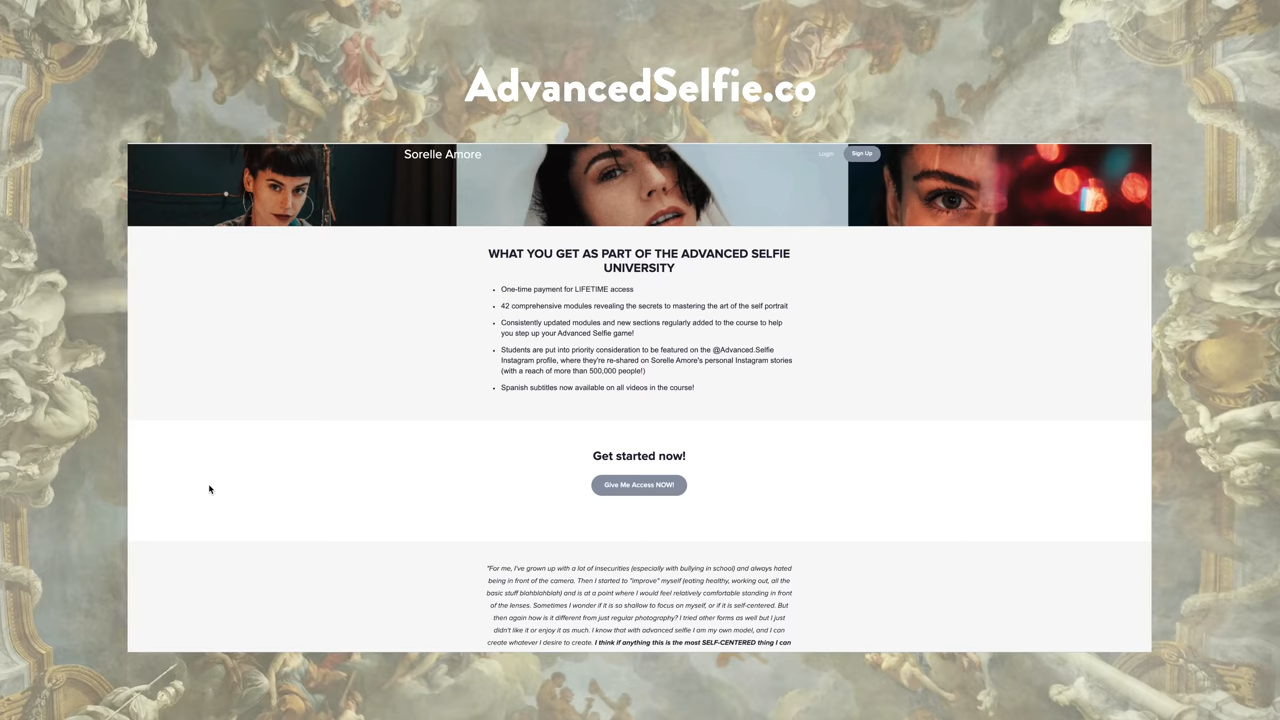 AdvancedSelfie.co
Sorelle Amore
Login
Sign Up
WHAT YOU GET AS PART OF THE ADVANCED SELFIE
UNIVERSITY
• One-time payment for LIFETIME access
• 42 comprehensive modules revealing the secrets to mastering the art of the self portrait
• Consistently updated modules and new sections regularly added to the course to help
you step up your Advanced Selfie game!
• Students are put into priority consideration to be featured on the @Advanced.Selfie
Instagram profile, where they're re-shared on Sorelle Amore's personal Instagram stories
(with a reach of more than 500,000 people!)
• Spanish subtitles now available on all videos in the course!
Get started now!
Give Me Access NOW!
"For me, I've grown up with a lot of insecurities (especially with bullying in school) and always hated
being in front of the camera. Then I started to "improve" myself (eating healthy, working out, all the
basic stuff blahblahblah) and is at a point where I would feel relatively comfortable standing in front
of the lenses. Sometimes I wonder if it is so shallow to focus on myself, or if it is self-centered. But
then again how is it different from just regular photography? I tried other forms as well but I just
didn't like it or enjoy it as much. I know that with advanced selfie I am my own model, and I can
create whatever I desire to create. I think if anything this is the most SELF-CENTERED thing I can